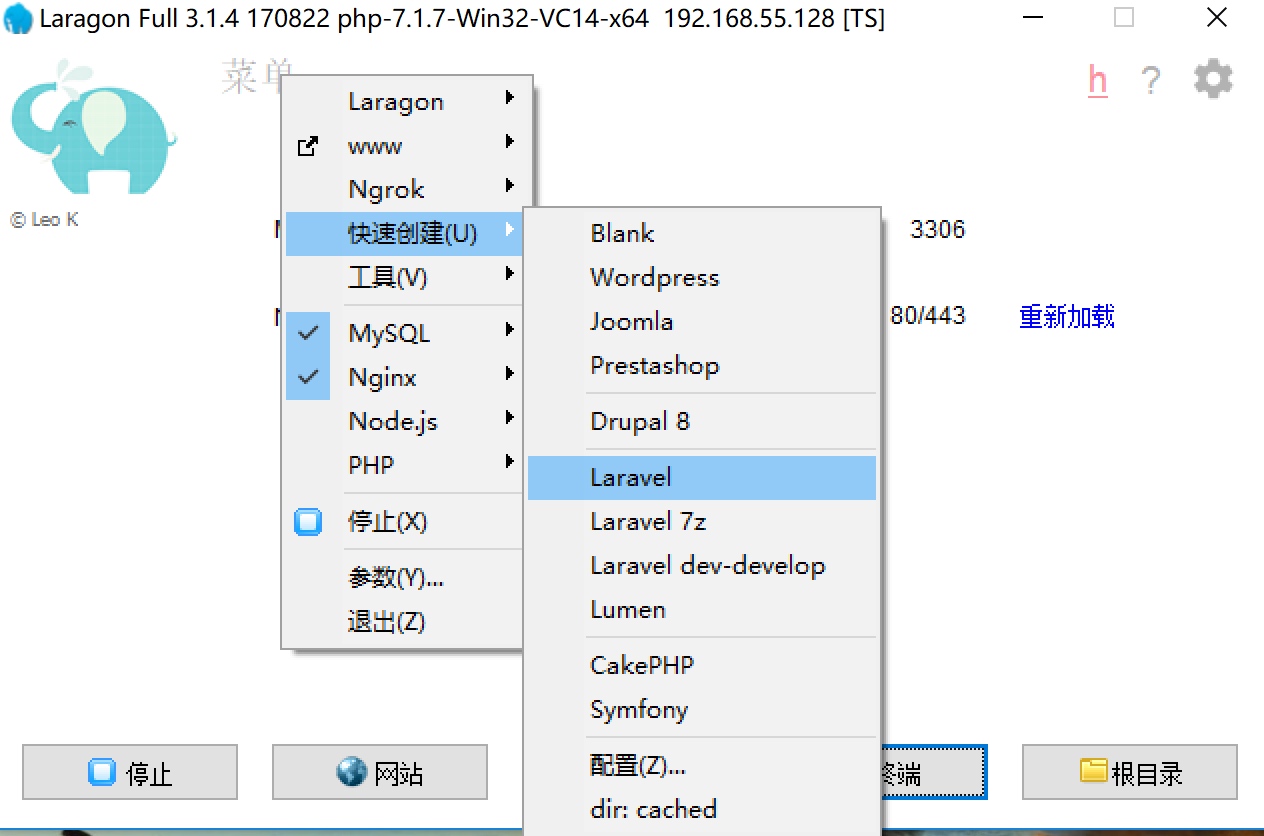 Laragon Full 3.1.4 170822 php-7.1.7-Win32-VC14-x64 192.168.55.128 [TS]
菜单
h ?
© Leo K
Laragon
www
Ngrok
快速创建(U)
工具(V)
MySQL
Nginx
Node.js
PHP
停止(X)
参数(Y)...
退出(Z)
Blank
Wordpress
Joomla
Prestashop
Drupal 8
Laravel
Laravel 7z
Laravel dev-develop
Lumen
CakePHP
Symfony
配置(Z)...
dir: cached
3306
80/443 重新加载
停止 网站 终端 根目录